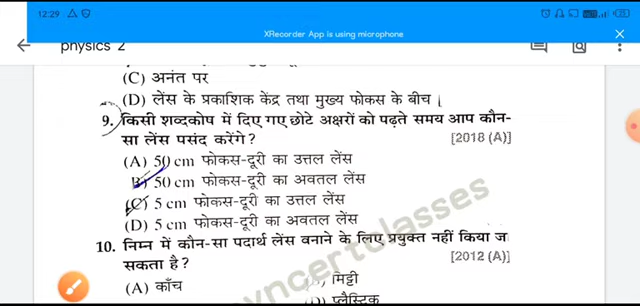 12:29
XRecorder App is using microphone
physics 2
(C) अनंत पर
(D) लेंस के प्रकाशिक केंद्र तथा मुख्य फोकस के बीच।
9. किसी शब्दकोष में दिए गए छोटे अक्षरों को पढ़ते समय आप कौन-
सा लेंस पसंद करेंगे? [2018 (A)]
(A) 50 cm फोकस-दूरी का उत्तल लेंस
B) 50 cm फोकस-दूरी का अवतल लेंस
(C) 5 cm फोकस-दूरी का उत्तल लेंस
(D) 5 cm फोकस-दूरी का अवतल लेंस
10. निम्न में कौन-सा पदार्थ लेंस बनाने के लिए प्रयुक्त नहीं किया ज
सकता है? [2012 (A)]
(A) काँच मिट्टी
प्लैस्टिक